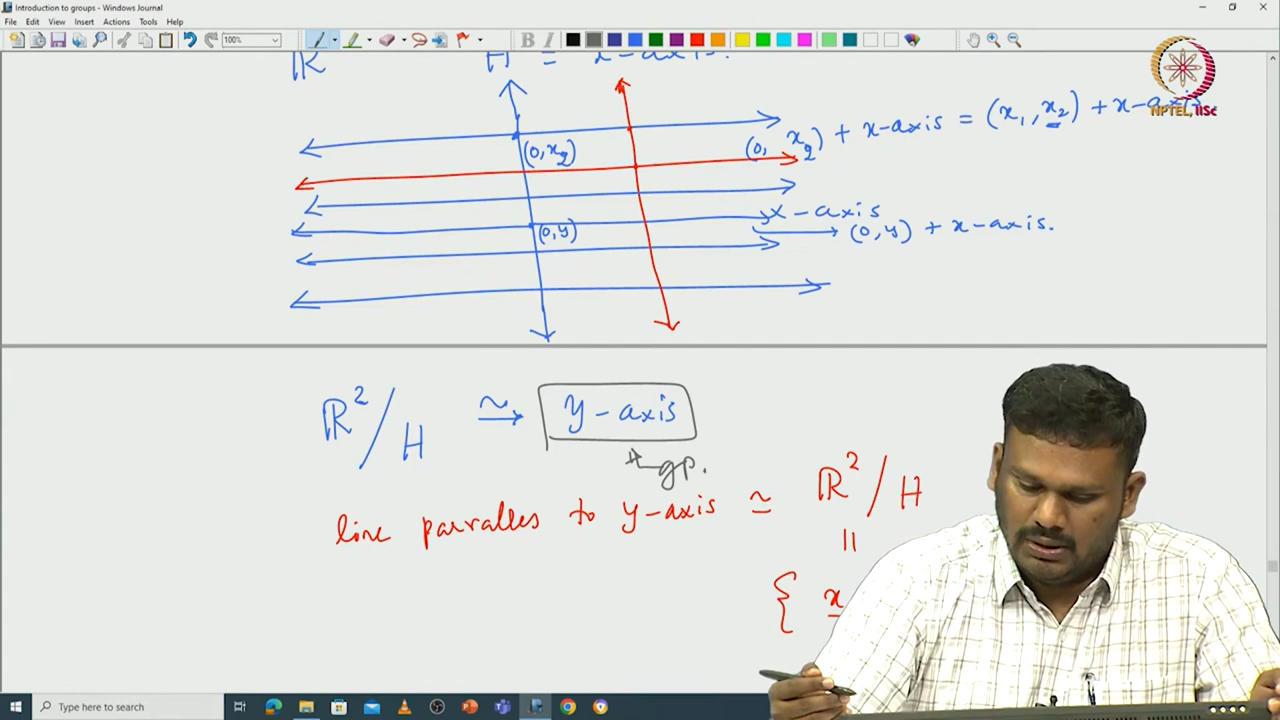 Introduction to groups - Windows Journal
File Edit View Insert Actions Tools Help
100%
B I
NPTEL, IISc
(0, x2) + x-axis = (x1, x2) + x-axis
(0, x2)
x-axis
(0, y)
(0, y) + x-axis.
ℝ²/H ≃→ y-axis
gp.
line parralles to y-axis ≃ ℝ²/H
||
{ x
Type here to search